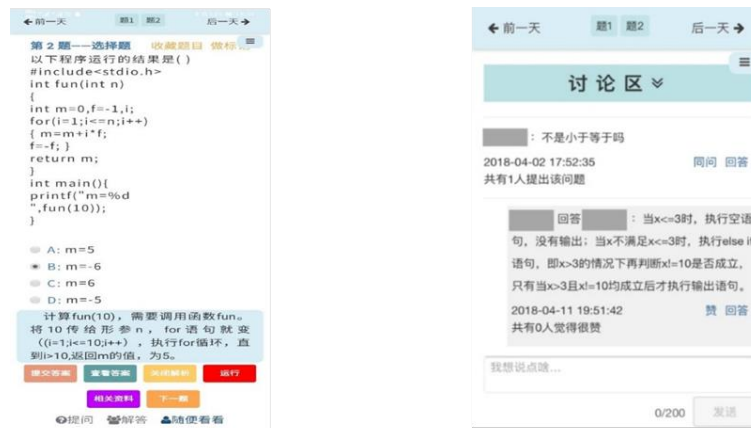 前一天 题1 题2 后一天
第 2 题——选择题 收藏题目 做标
以下程序运行的结果是( )
#include<stdio.h>
int fun(int n)
{
int m=0,f=-1,i;
for(i=1;i<=n;i++)
{ m=m+i*f;
f=-f; }
return m;
}
int main(){
printf("m=%d
",fun(10));
}
A: m=5
B: m=-6
C: m=6
D: m=-5
计算fun(10)，需要调用函数fun。
将10传给形参n，for语句就变
（(i=1;i<=10;i++），执行for循环，直
到i>10,返回m的值，为5。
提交答案 查看答案 关闭解析 运行
相关资料 下一题
提问 解答 随便看看
前一天 题1 题2 后一天
讨 论 区
： 不是小于等于吗
2018-04-02 17:52:35 同问 回答
共有1人提出该问题
回答 ： 当x<=3时，执行空语
句，没有输出；当x不满足x<=3时，执行else i
语句，即x>3的情况下再判断x!=10是否成立。
只有当x>3且x!=10均成立后才执行输出语句。
2018-04-11 19:51:42 赞 回答
共有0人觉得很赞
我想说点啥...
0/200 发送